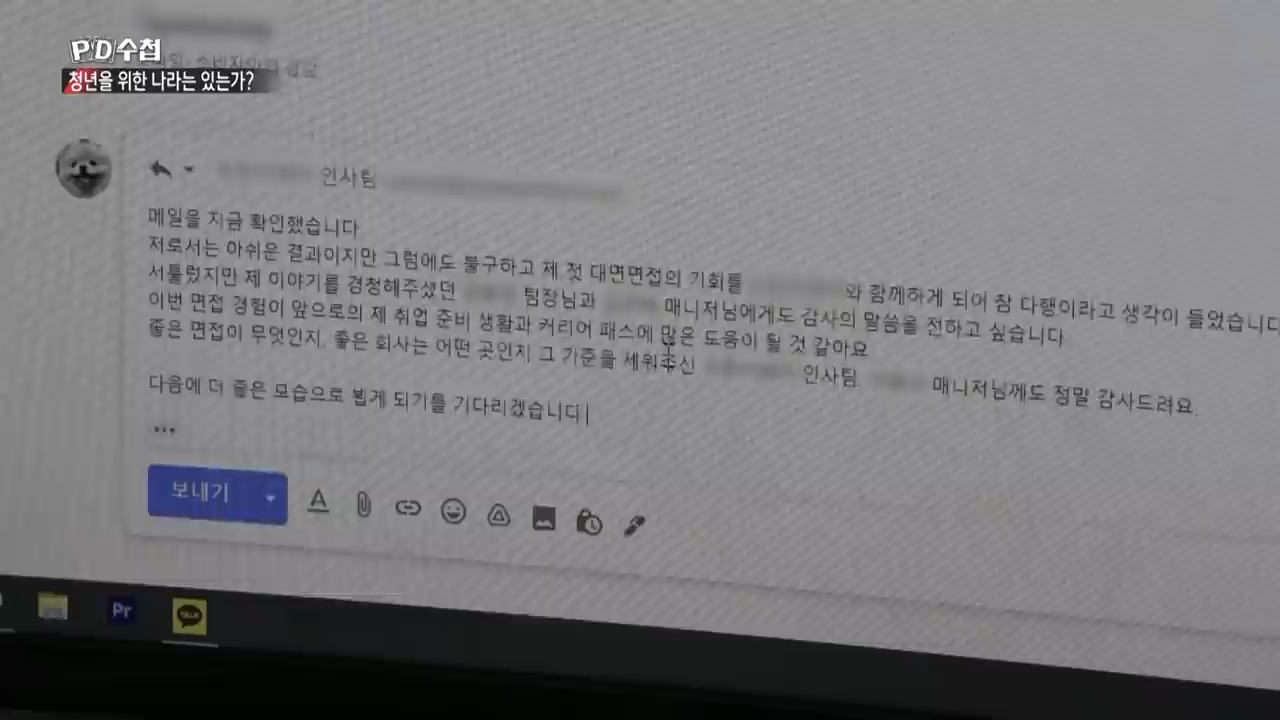 PD수첩
청년을 위한 나라는 있는가?
인사팀
메일을 지금 확인했습니다
저로서는 아쉬운 결과이지만 그럼에도 불구하고 제 첫 대면면접의 기회를 와 함께하게 되어 참 다행이라고 생각이 들었습니다
서툴렀지만 제 이야기를 경청해주셨던 팀장님과 매니저님에게도 감사의 말씀을 전하고 싶습니다
이번 면접 경험이 앞으로의 제 취업 준비 생활과 커리어 패스에 많은 도움이 될 것 같아요
좋은 면접이 무엇인지, 좋은 회사는 어떤 곳인지 그 기준을 세워주신 인사팀 매니저님께도 정말 감사드려요.
다음에 더 좋은 모습으로 뵙게 되기를 기다리겠습니다
보내기
Pr
TALK